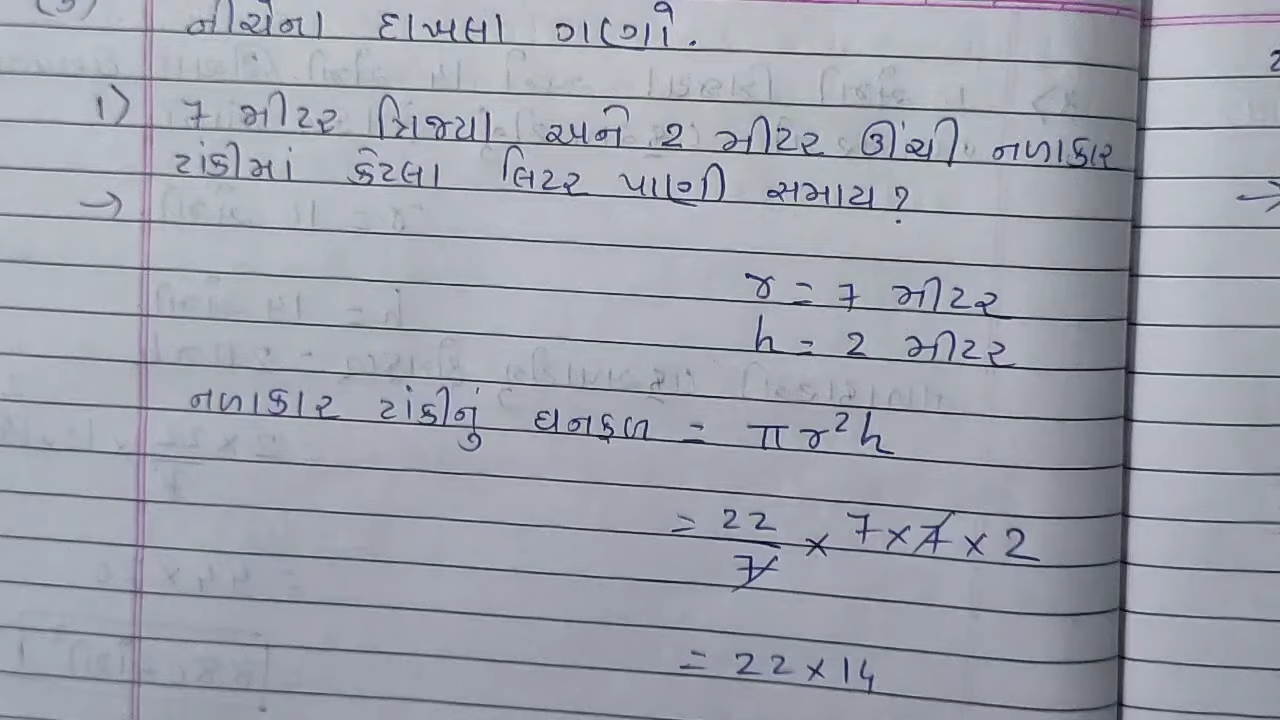 નીચેના દાખલા ગણો.
1) 7 મીટર ત્રિજ્યા અને 2 મીટર ઊંચી નળાકાર
ટાંકીમાં કેટલા લિટર પાણી સમાય?
→
r = 7 મીટર
h = 2 મીટર
નળાકાર ટાંકીનું ઘનફળ = πr²h
= 22/7 × 7 × 7 × 2
= 22 × 14